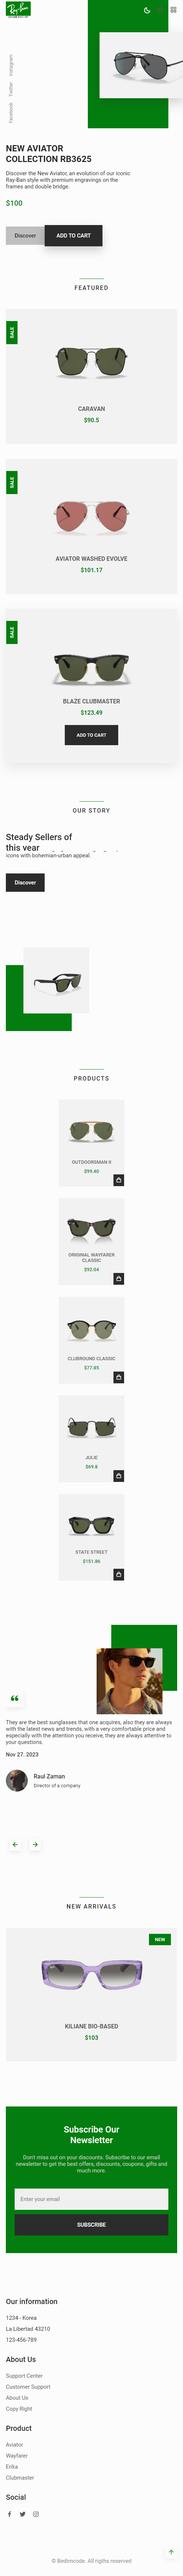 Ray-Ban
Facebook
Twitter
Instagram
NEW AVIATOR
COLLECTION RB3625
Discover the New Aviator, an evolution of our iconic
Ray-Ban style with premium engravings on the
frames and double bridge.
$100
Discover
ADD TO CART
FEATURED
SALE
CARAVAN
$90.5
SALE
AVIATOR WASHED EVOLVE
$101.17
SALE
BLAZE CLUBMASTER
$123.49
ADD TO CART
OUR STORY
Steady Sellers of
this year
icons with bohemian-urban appeal.
Discover
PRODUCTS
OUTDOORSMAN II
$99.40
ORIGINAL WAYFARER
CLASSIC
$92.04
CLUBROUND CLASSIC
$77.85
JULIE
$69.8
STATE STREET
$151.86
They are the best sunglasses that one acquires, also they are always
with the latest news and trends, with a very comfortable price and
especially with the attention you receive, they are always attentive to
your questions.
Nov 27. 2023
Raul Zaman
Director of a company
NEW ARRIVALS
NEW
KILIANE BIO-BASED
$103
Subscribe Our
Newsletter
Don't miss out on your discounts. Subscribe to our email
newsletter to get the best offers, discounts, coupons, gifts and
much more.
Enter your email
SUBSCRIBE
Our information
1234 - Korea
La Libertad 43210
123-456-789
About Us
Support Center
Customer Support
About Us
Copy Right
Product
Aviator
Wayfarer
Erika
Clubmaster
Social
© Bedimcode. All rigths reserved